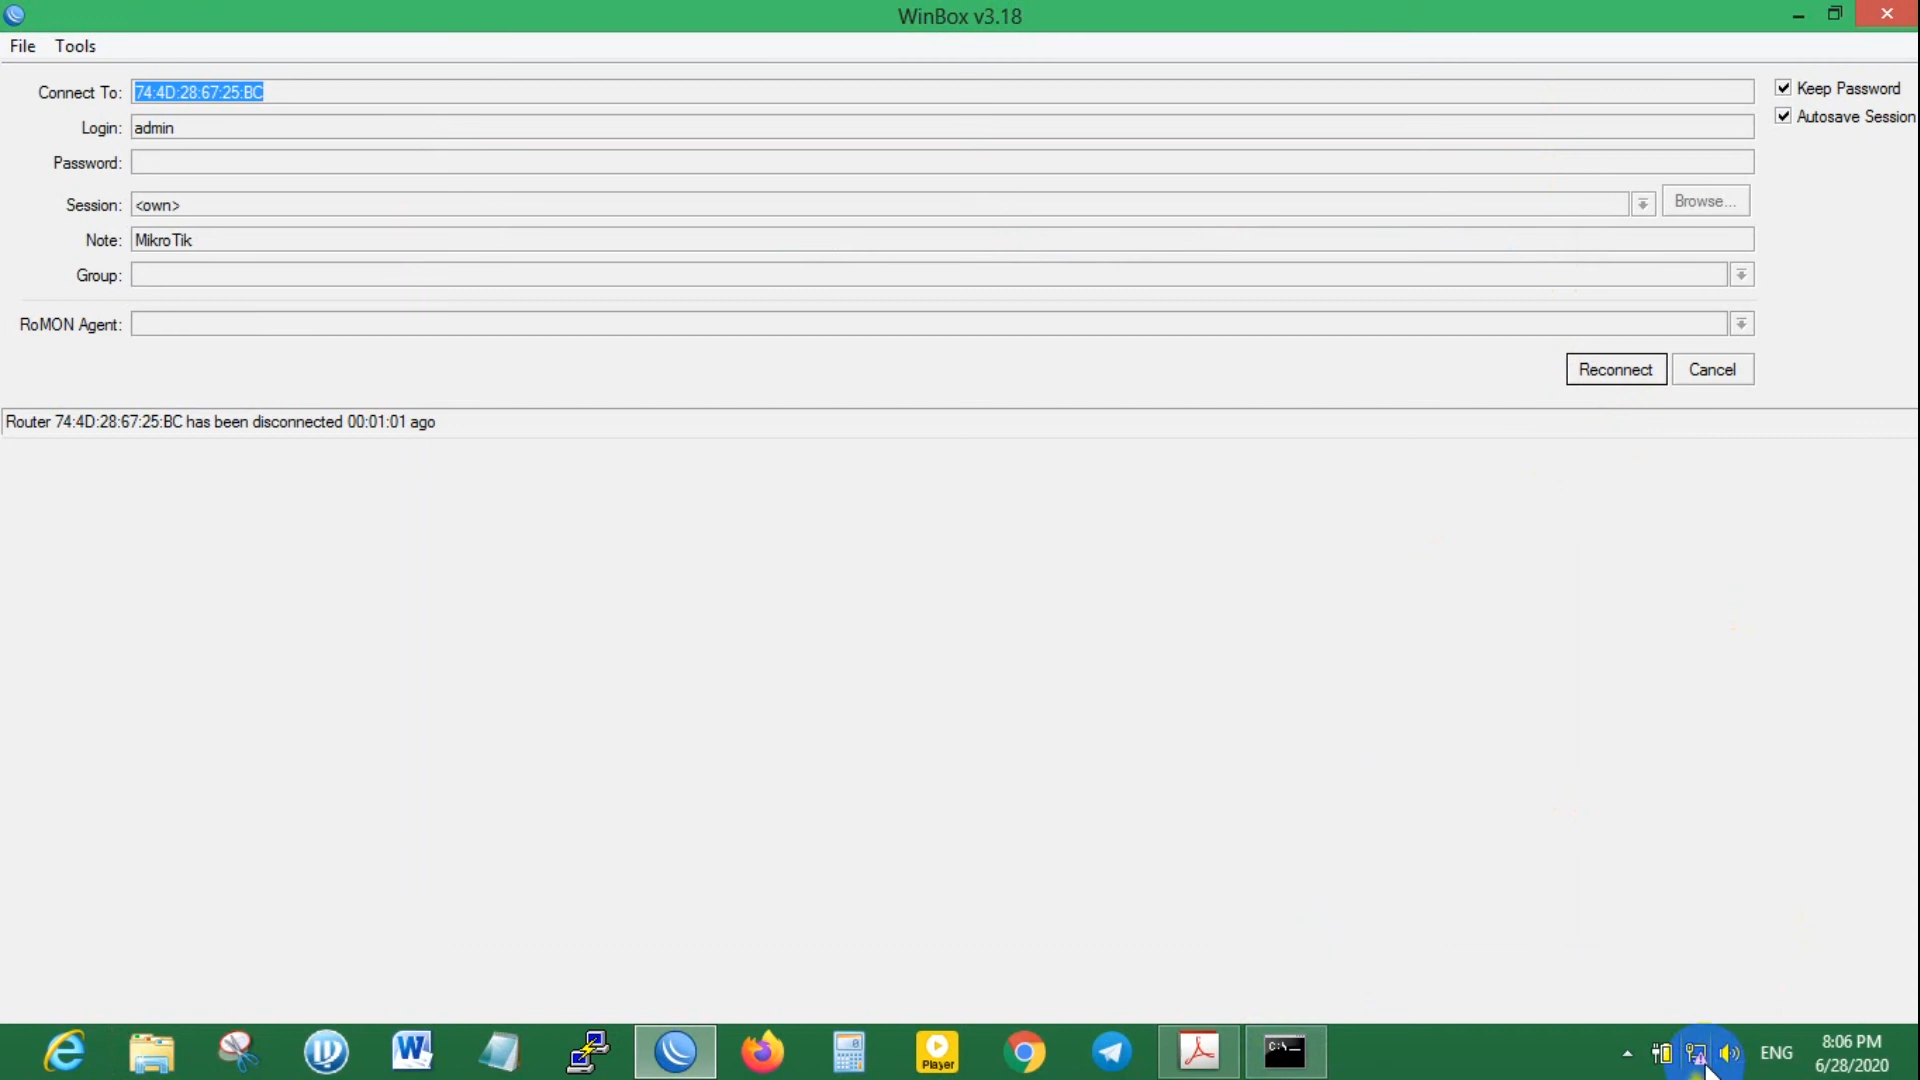 WinBox v3.18
File Tools
Connect To: 74:4D:28:67:25:BC
Keep Password
Login: admin
Autosave Session
Password:
Session: <own> Browse...
Note: MikroTik
Group:
RoMON Agent:
Reconnect Cancel
Router 74:4D:28:67:25:BC has been disconnected 00:01:01 ago
W
Player
C:\_
ENG
8:06 PM
6/28/2020